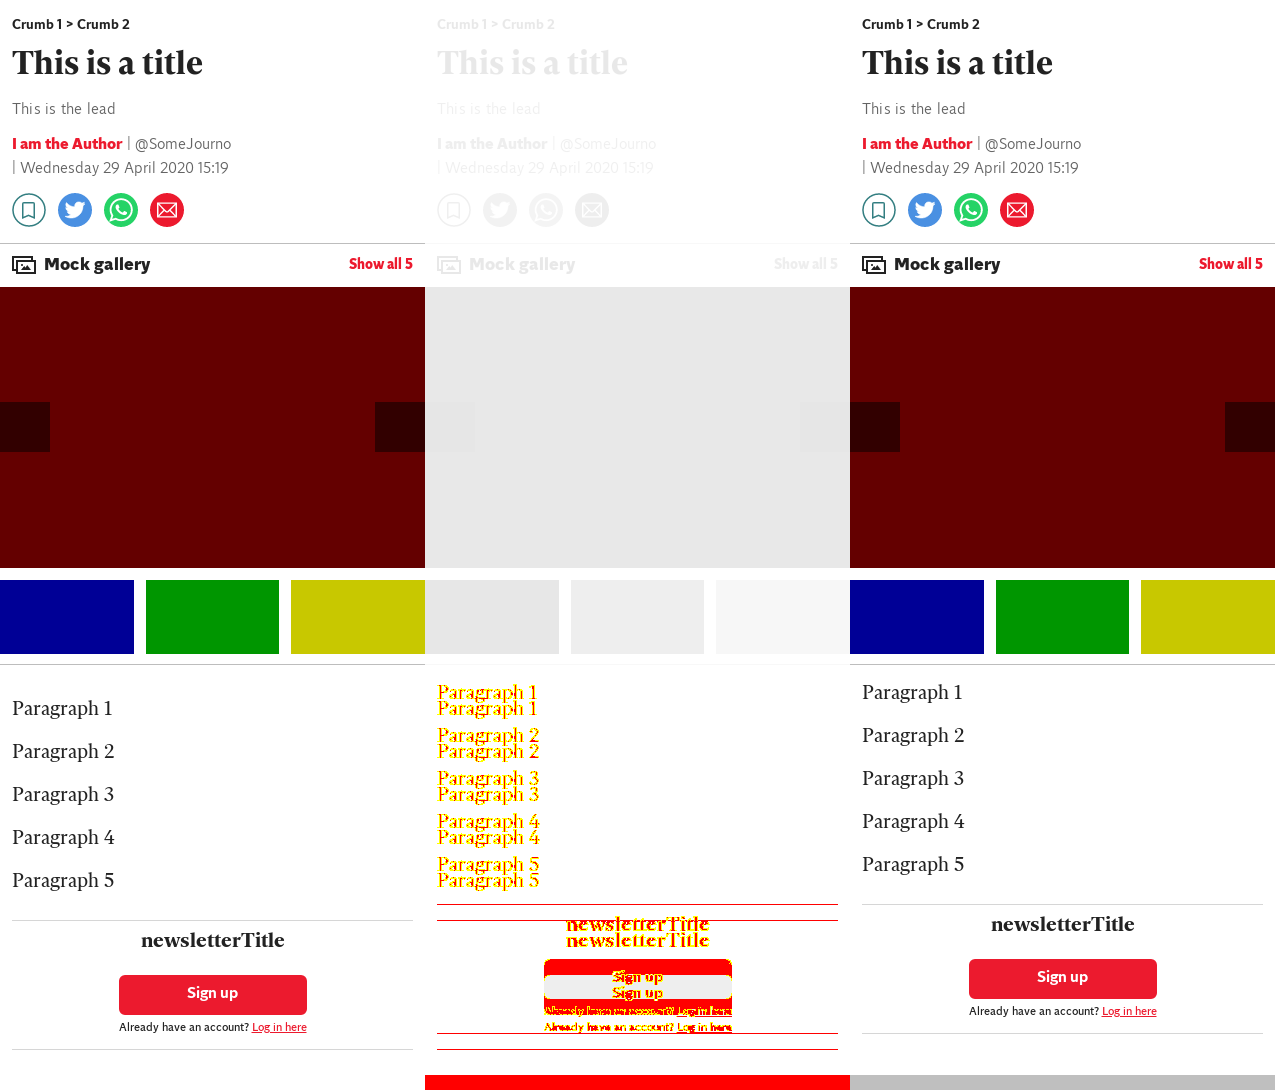 Crumb 1 > Crumb 2
This is a title
This is the lead
I am the Author | @SomeJourno
| Wednesday 29 April 2020 15:19
Mock gallery
Show all 5
Paragraph 1
Paragraph 2
Paragraph 3
Paragraph 4
Paragraph 5
newsletterTitle
Sign up
Already have an account? Log in here
Crumb 1 > Crumb 2
This is a title
This is the lead
I am the Author | @SomeJourno
| Wednesday 29 April 2020 15:19
Mock gallery
Show all 5
Paragraph 1
Paragraph 1
Paragraph 2
Paragraph 2
Paragraph 3
Paragraph 3
Paragraph 4
Paragraph 4
Paragraph 5
Paragraph 5
newsletterTitle
newsletterTitle
Sign up
Sign up
Already have an account? Log in here
Already have an account? Log in here
Crumb 1 > Crumb 2
This is a title
This is the lead
I am the Author | @SomeJourno
| Wednesday 29 April 2020 15:19
Mock gallery
Show all 5
Paragraph 1
Paragraph 2
Paragraph 3
Paragraph 4
Paragraph 5
newsletterTitle
Sign up
Already have an account? Log in here